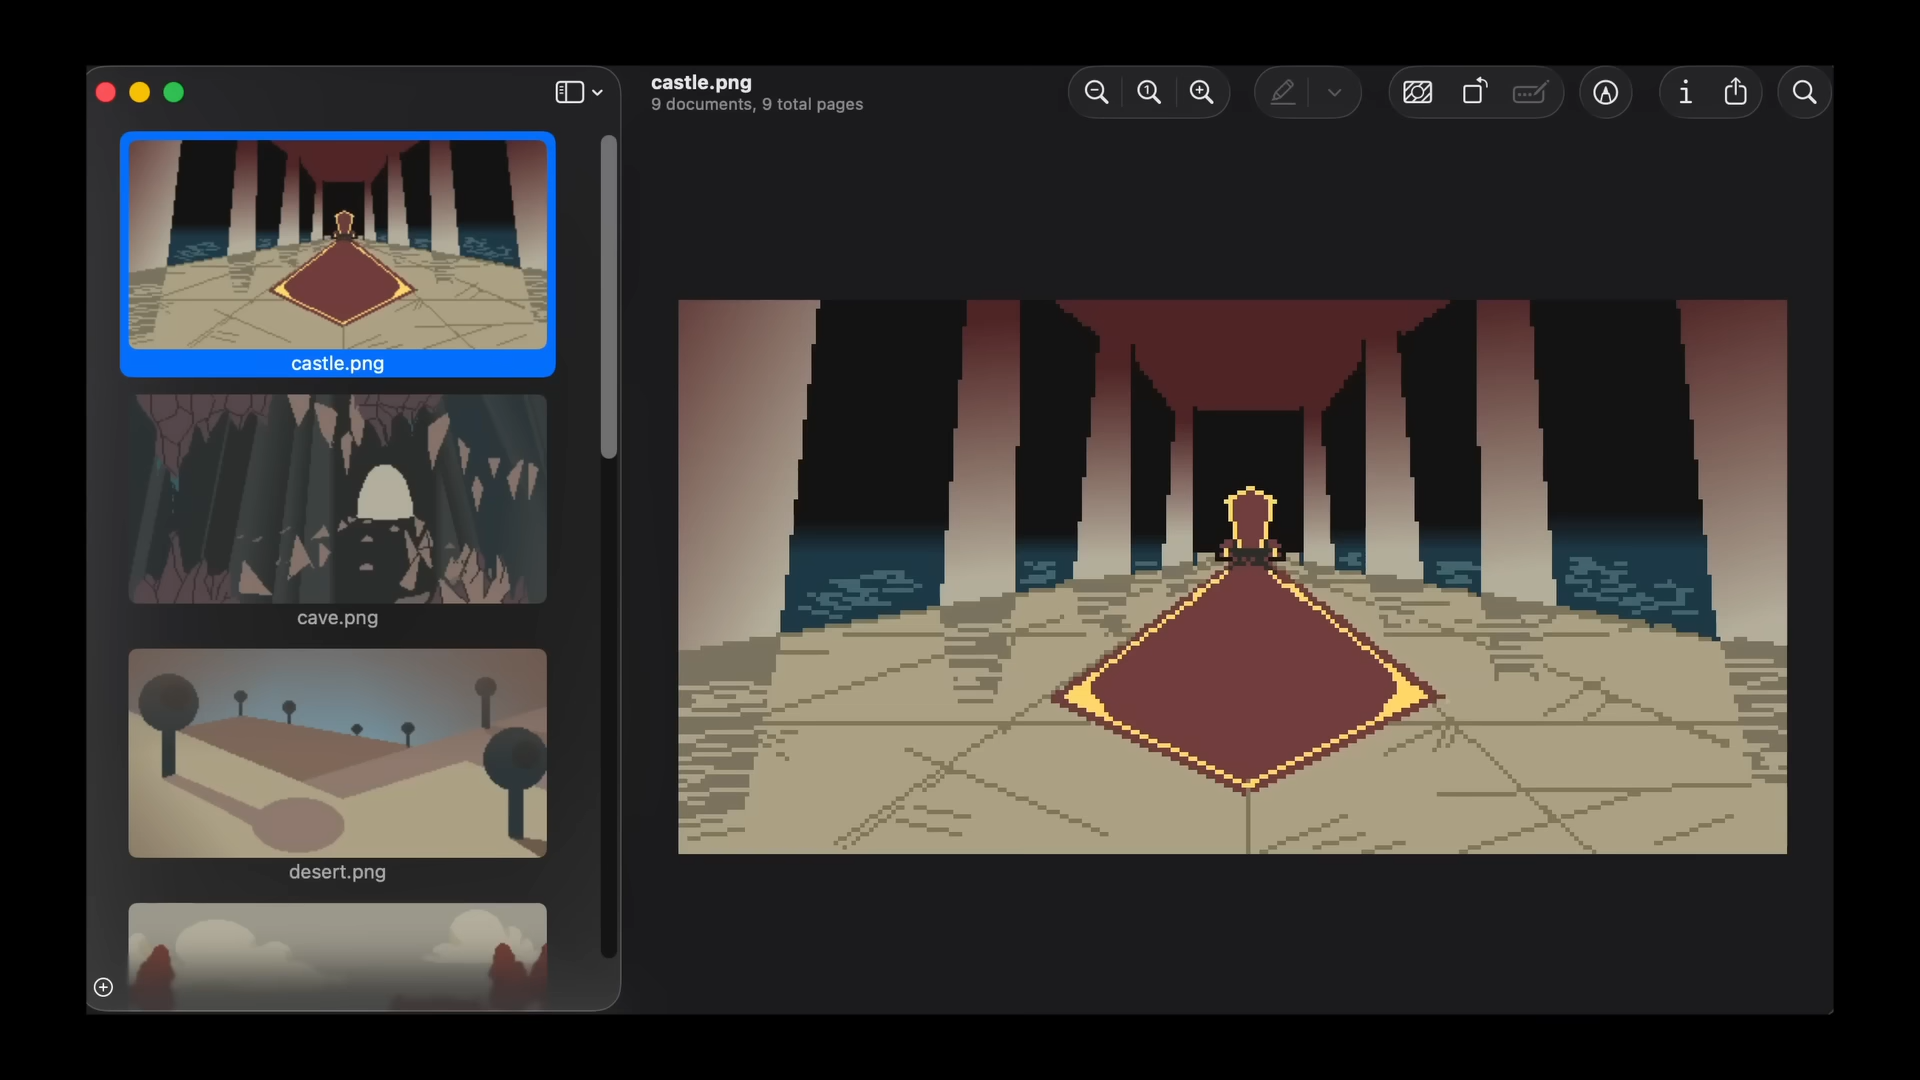 castle.png
9 documents, 9 total pages
castle.png
cave.png
desert.png